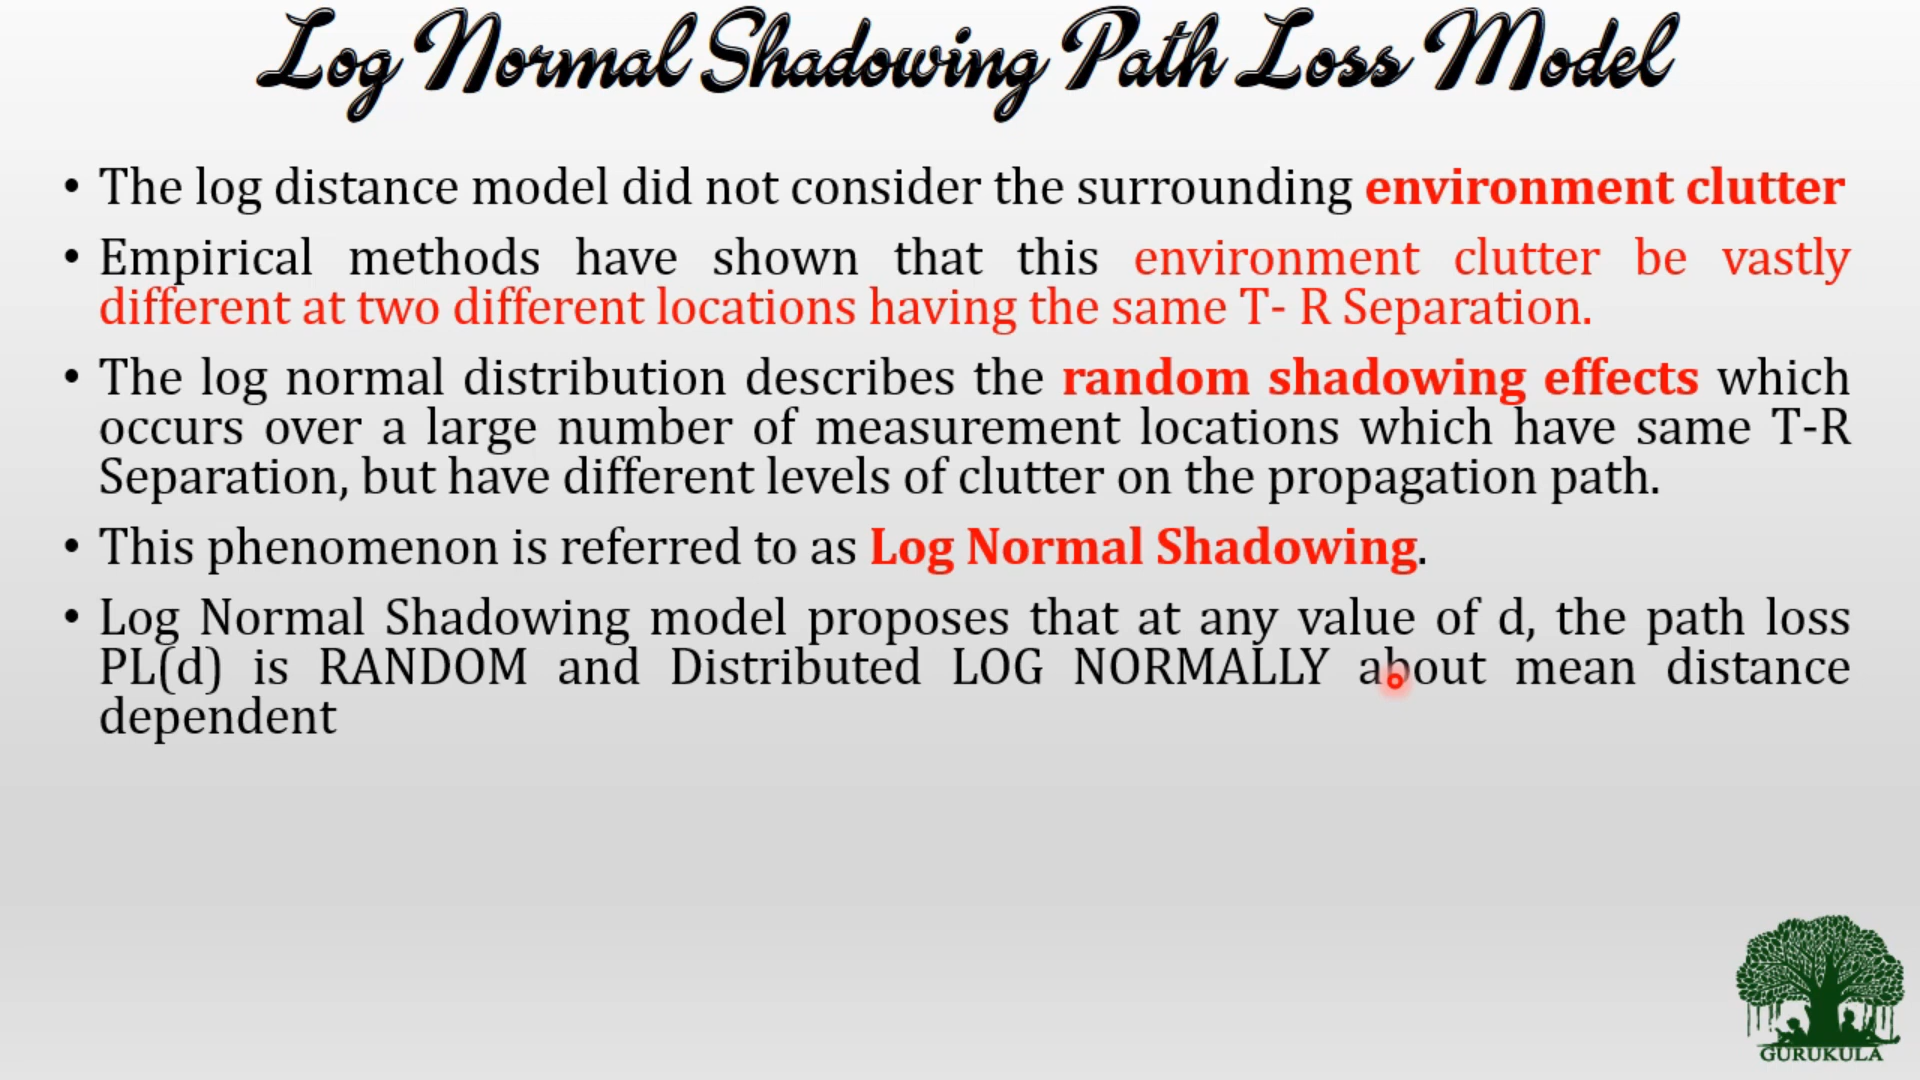 Log Normal Shadowing Path Loss Model
• The log distance model did not consider the surrounding environment clutter
• Empirical methods have shown that this environment clutter be vastly
different at two different locations having the same T- R Separation.
• The log normal distribution describes the random shadowing effects which
occurs over a large number of measurement locations which have same T-R
Separation, but have different levels of clutter on the propagation path.
• This phenomenon is referred to as Log Normal Shadowing.
• Log Normal Shadowing model proposes that at any value of d, the path loss
PL(d) is RANDOM and Distributed LOG NORMALLY about mean distance
dependent
GURUKULA